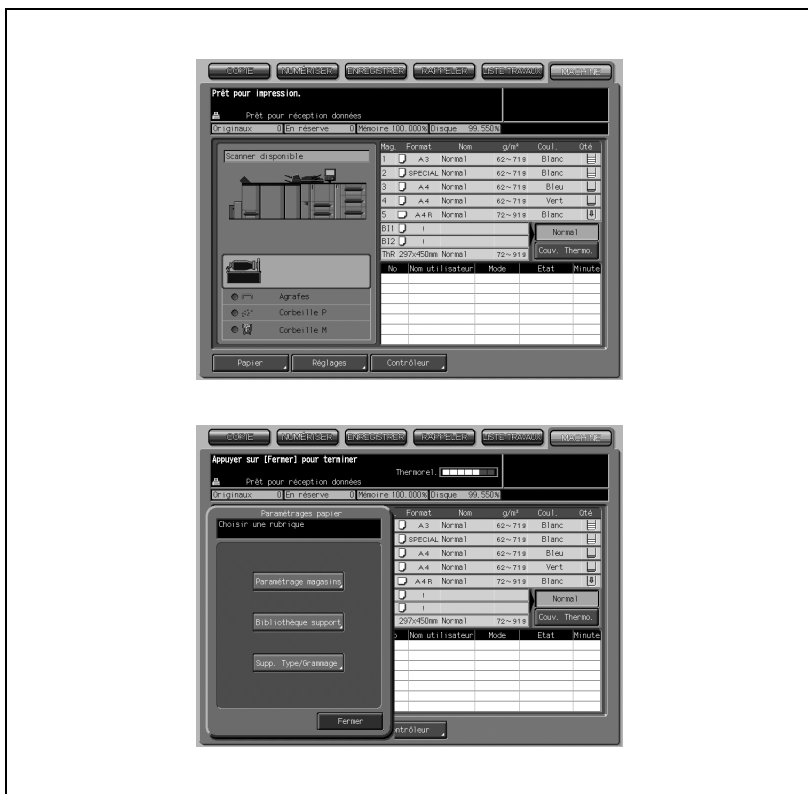 COPIE NUMÉRISER ENREGISTRER RAPPELER LISTE TRAVAUX MACHINE
Prêt pour impression.
Prêt pour réception données
Originaux 0 En réserve 0 Mémoire 100.000% Disque 99.550%
Scanner disponible
Mag. Format Nom g/m² Coul. Qté
1 A3 Normal 62~71g Blanc
2 SPECIAL Normal 62~71g Blanc
3 A4 Normal 62~71g Bleu
4 A4 Normal 62~71g Vert
5 A4R Normal 72~91g Blanc
BI1
BI2
ThR 297x450mm Normal 72~91g
Normal
Couv. Thermo.
No Nom utilisateur Mode Etat Minute
Agrafes
Corbeille P
Corbeille M
Papier Réglages Contrôleur
COPIE NUMÉRISER ENREGISTRER RAPPELER LISTE TRAVAUX MACHINE
Appuyer sur [Fermer] pour terminer
Thermorel.
Prêt pour réception données
Originaux 0 En réserve 0 Mémoire 100.000% Disque 99.550%
Paramétrages papier
Choisir une rubrique
Paramétrage magasins
Bibliothèque support
Supp. Type/Grammage
Fermer
Format Nom g/m² Coul. Qté
A3 Normal 62~71g Blanc
SPECIAL Normal 62~71g Blanc
A4 Normal 62~71g Bleu
A4 Normal 62~71g Vert
A4R Normal 72~91g Blanc
297x450mm Normal 72~91g
Normal
Couv. Thermo.
Nom utilisateur Mode Etat Minute
ntrôleur